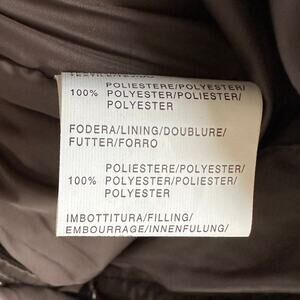 POLIESTERE/POLYESTER/
100% POLYESTER/POLIESTER/
POLYESTER
FODERA/LINING/DOUBLURE/
FUTTER/FORRO
POLIESTERE/POLYESTER/
100% POLYESTER/POLIESTER/
POLYESTER
IMBOTTITURA/FILLING/
EMBOURRAGE/INNENFULUNG/